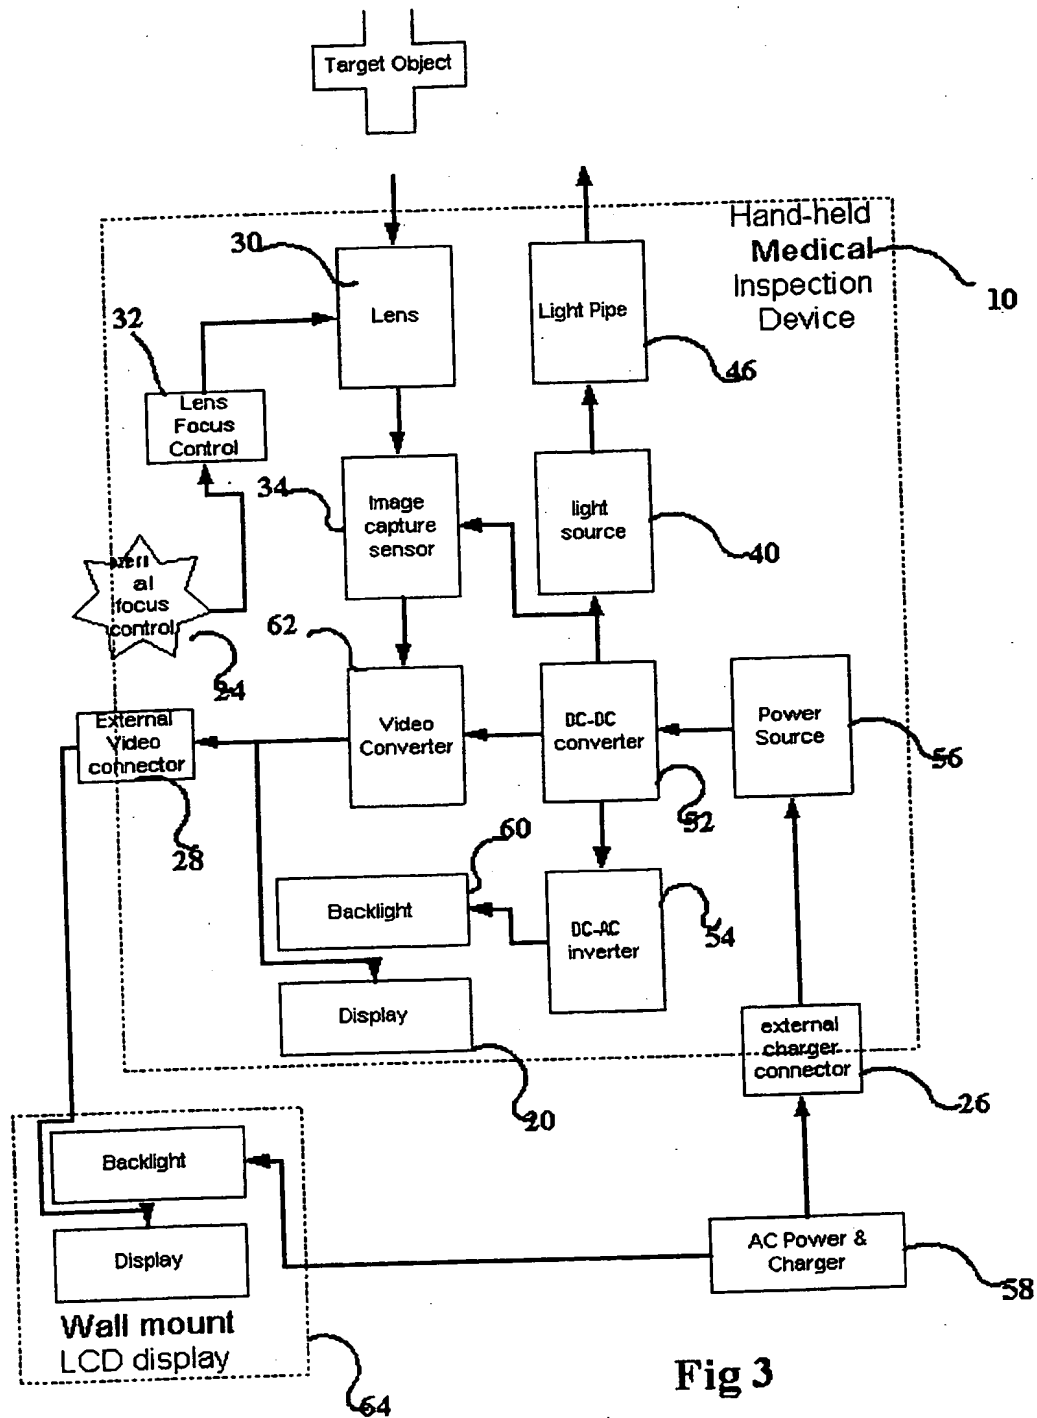 Target Object
Hand-held
Medical
Inspection
Device
10
30
Lens
Light Pipe
46
32
Lens
Focus
Control
34
Image
capture
sensor
light
source
40
al
focus
control
24
62
Video
Converter
DC-DC
converter
52
Power
Source
56
External
Video
connector
28
60
Backlight
DC-AC
inverter
54
Display
20
external
charger
connector
26
Backlight
Display
Wall mount
LCD display
64
AC Power &
Charger
58
Fig 3